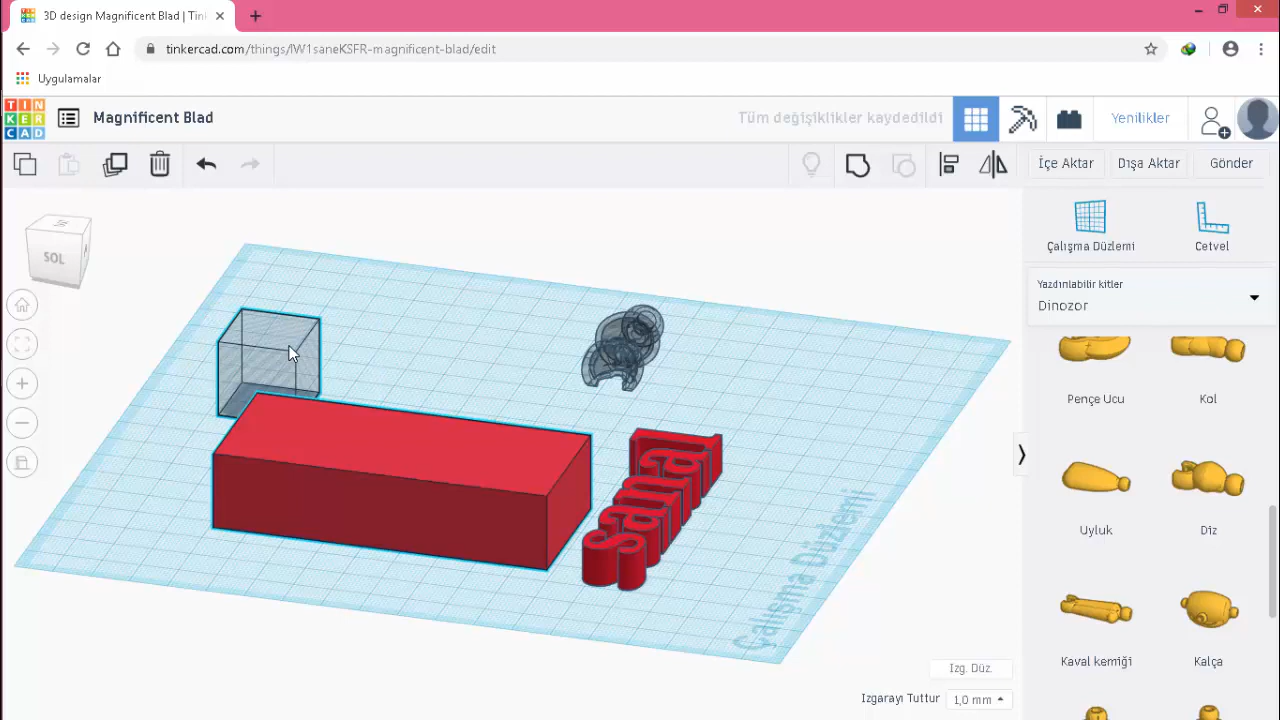 3D design Magnificent Blad | Tin
tinkercad.com/things/lW1saneKSFR-magnificent-blad/edit
Uygulamalar
TIN
KER
CAD
Magnificent Blad
Tüm değişiklikler kaydedildi
Yenilikler
İçe Aktar
Dışa Aktar
Gönder
SOL
Çalışma Düzlemi
Cetvel
Yazdırılabilir kitler
Dinozor
Pençe Ucu
Kol
Uyluk
Diz
Kaval kemiği
Kalça
Sanal
Çalışma Düzlemi
Izg. Düz.
Izgarayı Tuttur
1,0 mm